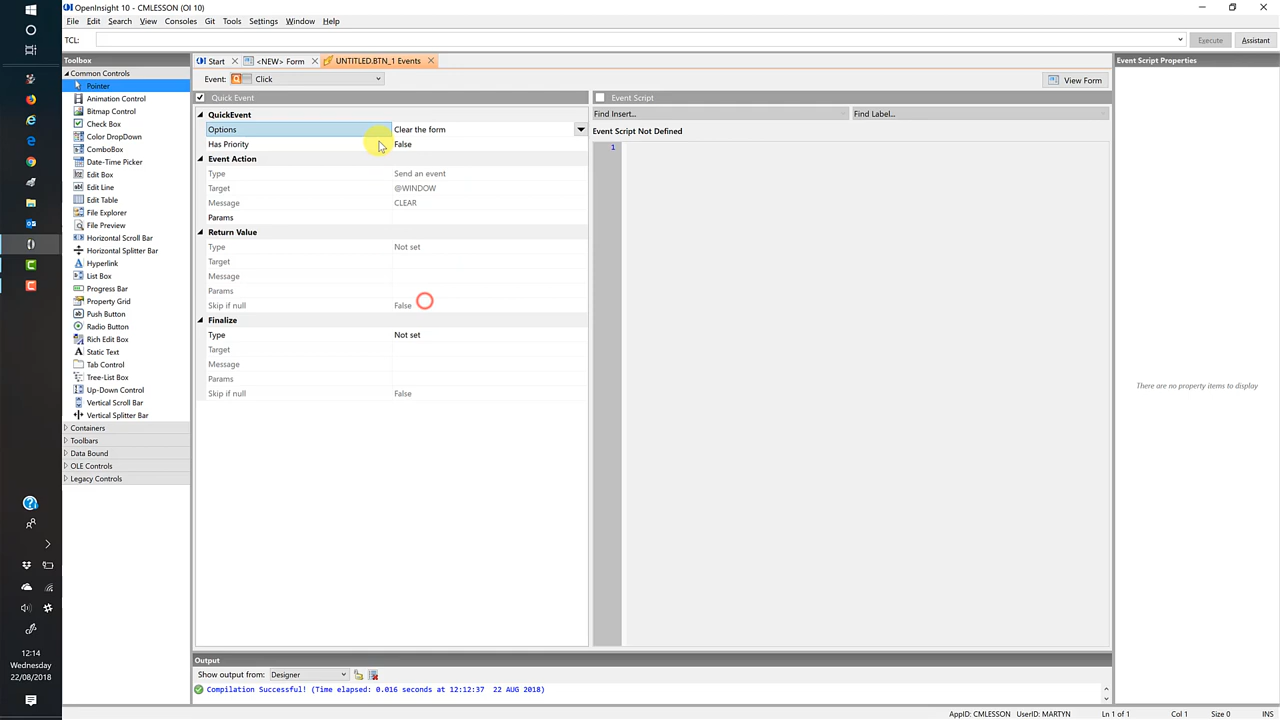 OpenInsight 10 - CMLESSON (OI 10)
File Edit Search View Consoles Git Tools Settings Window Help
TCL:
Execute
Assistant
Toolbox
Common Controls
Pointer
Animation Control
Bitmap Control
Check Box
Color DropDown
ComboBox
Date-Time Picker
Edit Box
Edit Line
Edit Table
File Explorer
File Preview
Horizontal Scroll Bar
Horizontal Splitter Bar
Hyperlink
List Box
Progress Bar
Property Grid
Push Button
Radio Button
Rich Edit Box
Static Text
Tab Control
Tree-List Box
Up-Down Control
Vertical Scroll Bar
Vertical Splitter Bar
Containers
Toolbars
Data Bound
OLE Controls
Legacy Controls
Start
<NEW> Form
UNTITLED.BTN_1 Events
Event: Click
View Form
Quick Event
QuickEvent
Options Clear the form
Has Priority False
Event Action
Type Send an event
Target @WINDOW
Message CLEAR
Params
Return Value
Type Not set
Target
Message
Params
Skip if null False
Finalize
Type Not set
Target
Message
Params
Skip if null False
Event Script
Find Insert... Find Label...
Event Script Not Defined
1
Event Script Properties
There are no property items to display
Output
Show output from: Designer
Compilation Successful! (Time elapsed: 0.016 seconds at 12:12:37 22 AUG 2018)
AppID: CMLESSON UserID: MARTYN Ln 1 of 1 Col 1 Size 0 INS
12:14
Wednesday
22/08/2018